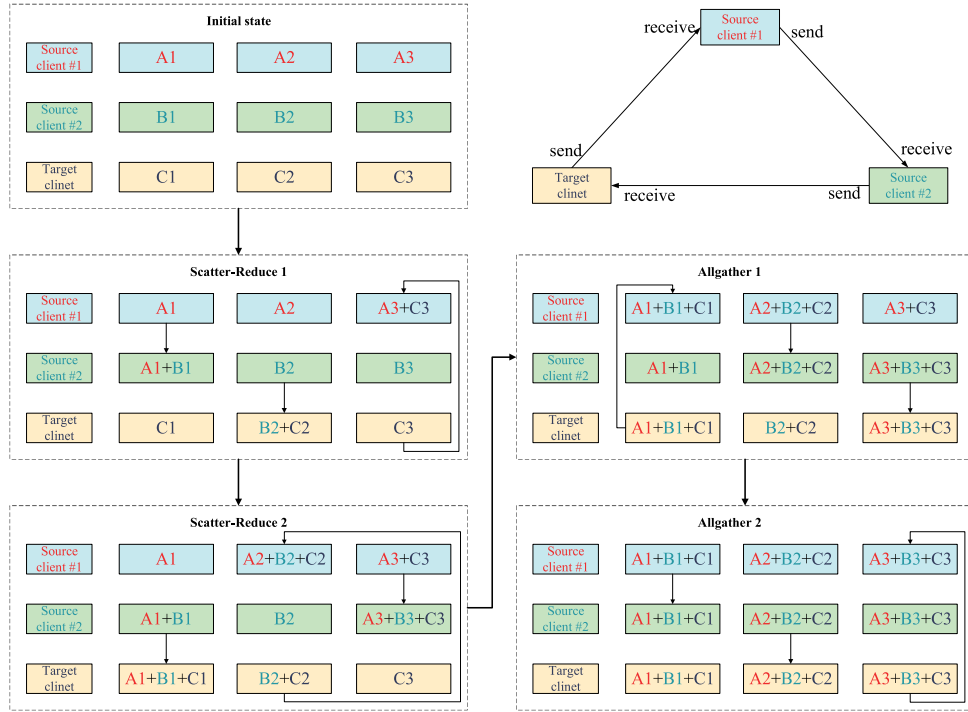 Initial state
Source
client #1
A1
A2
A3
Source
client #2
B1
B2
B3
Target
clinet
C1
C2
C3
receive
Source
client #1
send
send
receive
Target
clinet
receive
send
Source
client #2
Scatter-Reduce 1
Source
client #1
A1
A2
A3+C3
Source
client #2
A1+B1
B2
B3
Target
clinet
C1
B2+C2
C3
Scatter-Reduce 2
Source
client #1
A1
A2+B2+C2
A3+C3
Source
client #2
A1+B1
B2
A3+B3+C3
Target
clinet
A1+B1+C1
B2+C2
C3
Allgather 1
Source
client #1
A1+B1+C1
A2+B2+C2
A3+C3
Source
client #2
A1+B1
A2+B2+C2
A3+B3+C3
Target
clinet
A1+B1+C1
B2+C2
A3+B3+C3
Allgather 2
Source
client #1
A1+B1+C1
A2+B2+C2
A3+B3+C3
Source
client #2
A1+B1+C1
A2+B2+C2
A3+B3+C3
Target
clinet
A1+B1+C1
A2+B2+C2
A3+B3+C3